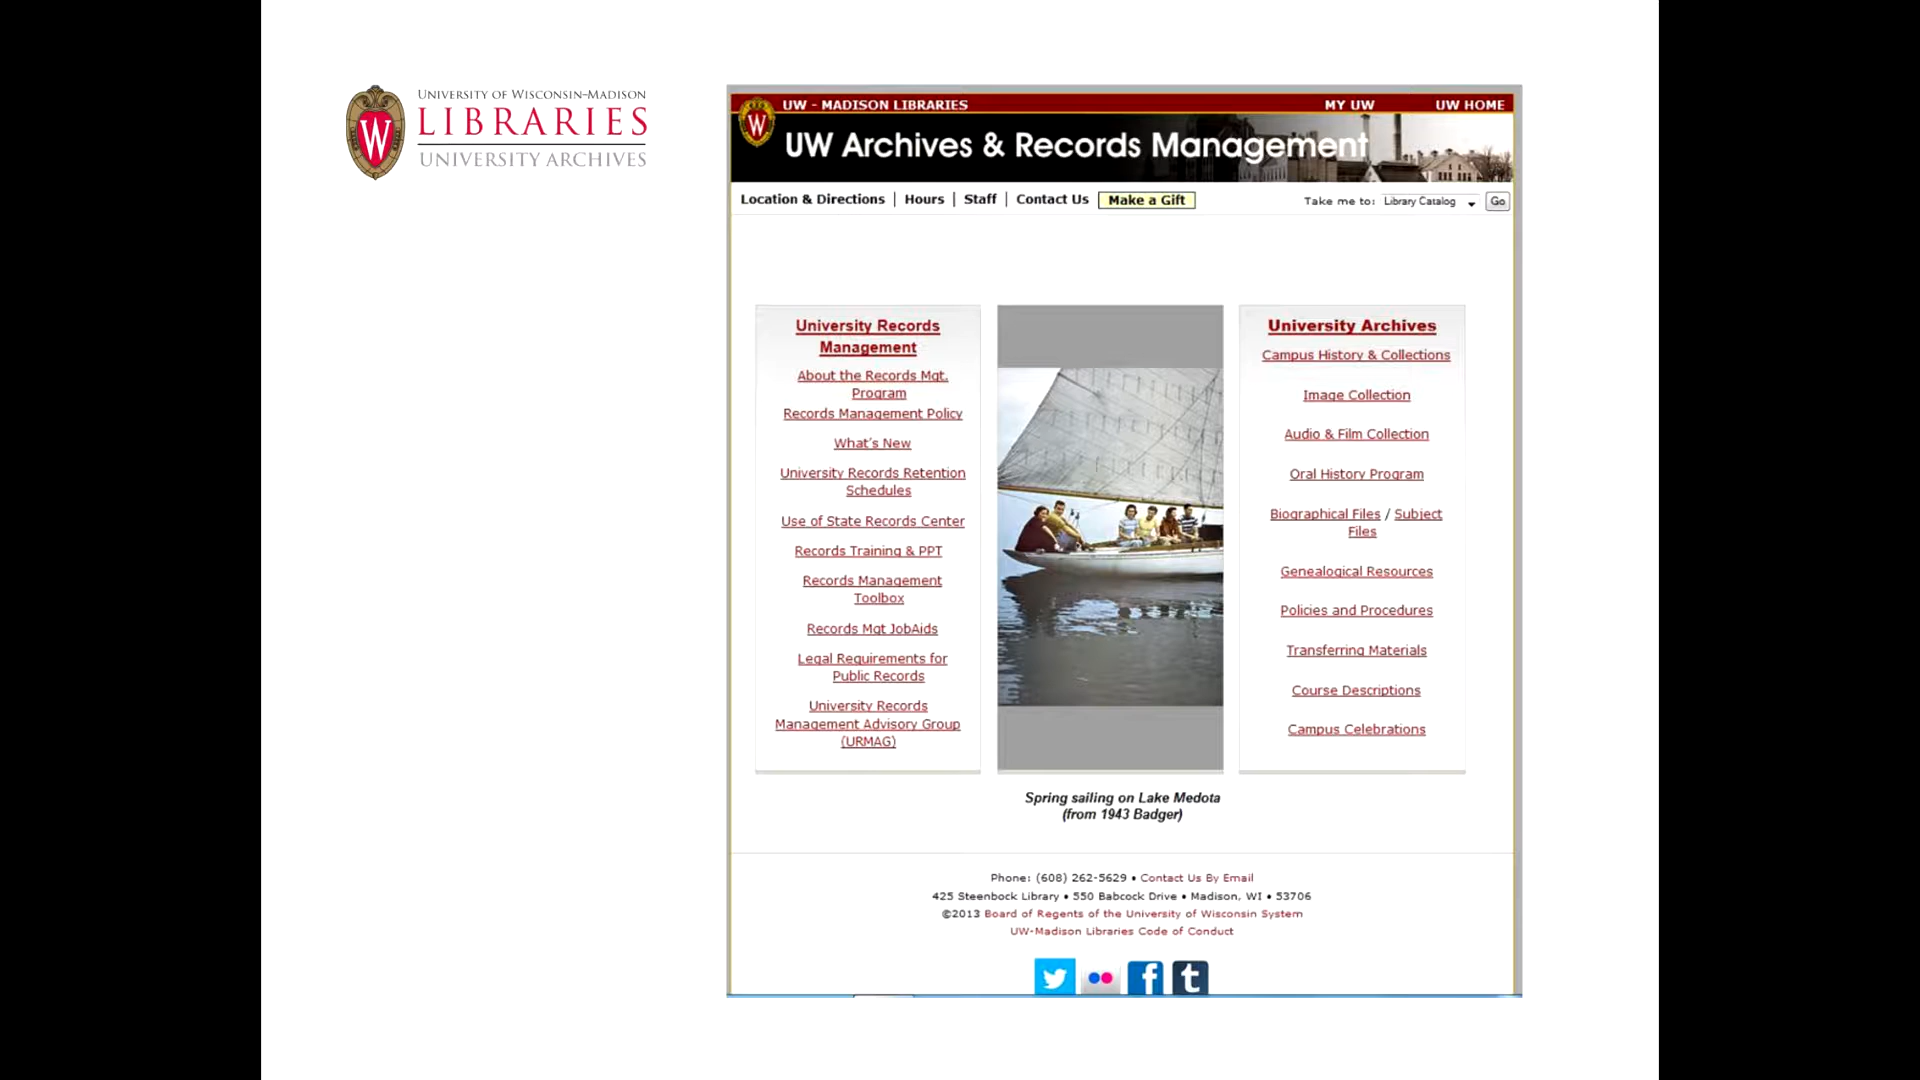 UNIVERSITY OF WISCONSIN–MADISON
LIBRARIES
UNIVERSITY ARCHIVES
W
UW - MADISON LIBRARIES
MY UW
UW HOME
W
UW Archives & Records Management
Location & Directions | Hours | Staff | Contact Us
Make a Gift
Take me to: Library Catalog
Go
University Records
Management
About the Records Mgt.
Program
Records Management Policy
What's New
University Records Retention
Schedules
Use of State Records Center
Records Training & PPT
Records Management
Toolbox
Records Mgt JobAids
Legal Requirements for
Public Records
University Records
Management Advisory Group
(URMAG)
University Archives
Campus History & Collections
Image Collection
Audio & Film Collection
Oral History Program
Biographical Files / Subject
Files
Genealogical Resources
Policies and Procedures
Transferring Materials
Course Descriptions
Campus Celebrations
Spring sailing on Lake Medota
(from 1943 Badger)
Phone: (608) 262-5629 • Contact Us By Email
425 Steenbock Library • 550 Babcock Drive • Madison, WI • 53706
©2013 Board of Regents of the University of Wisconsin System
UW-Madison Libraries Code of Conduct
f
t